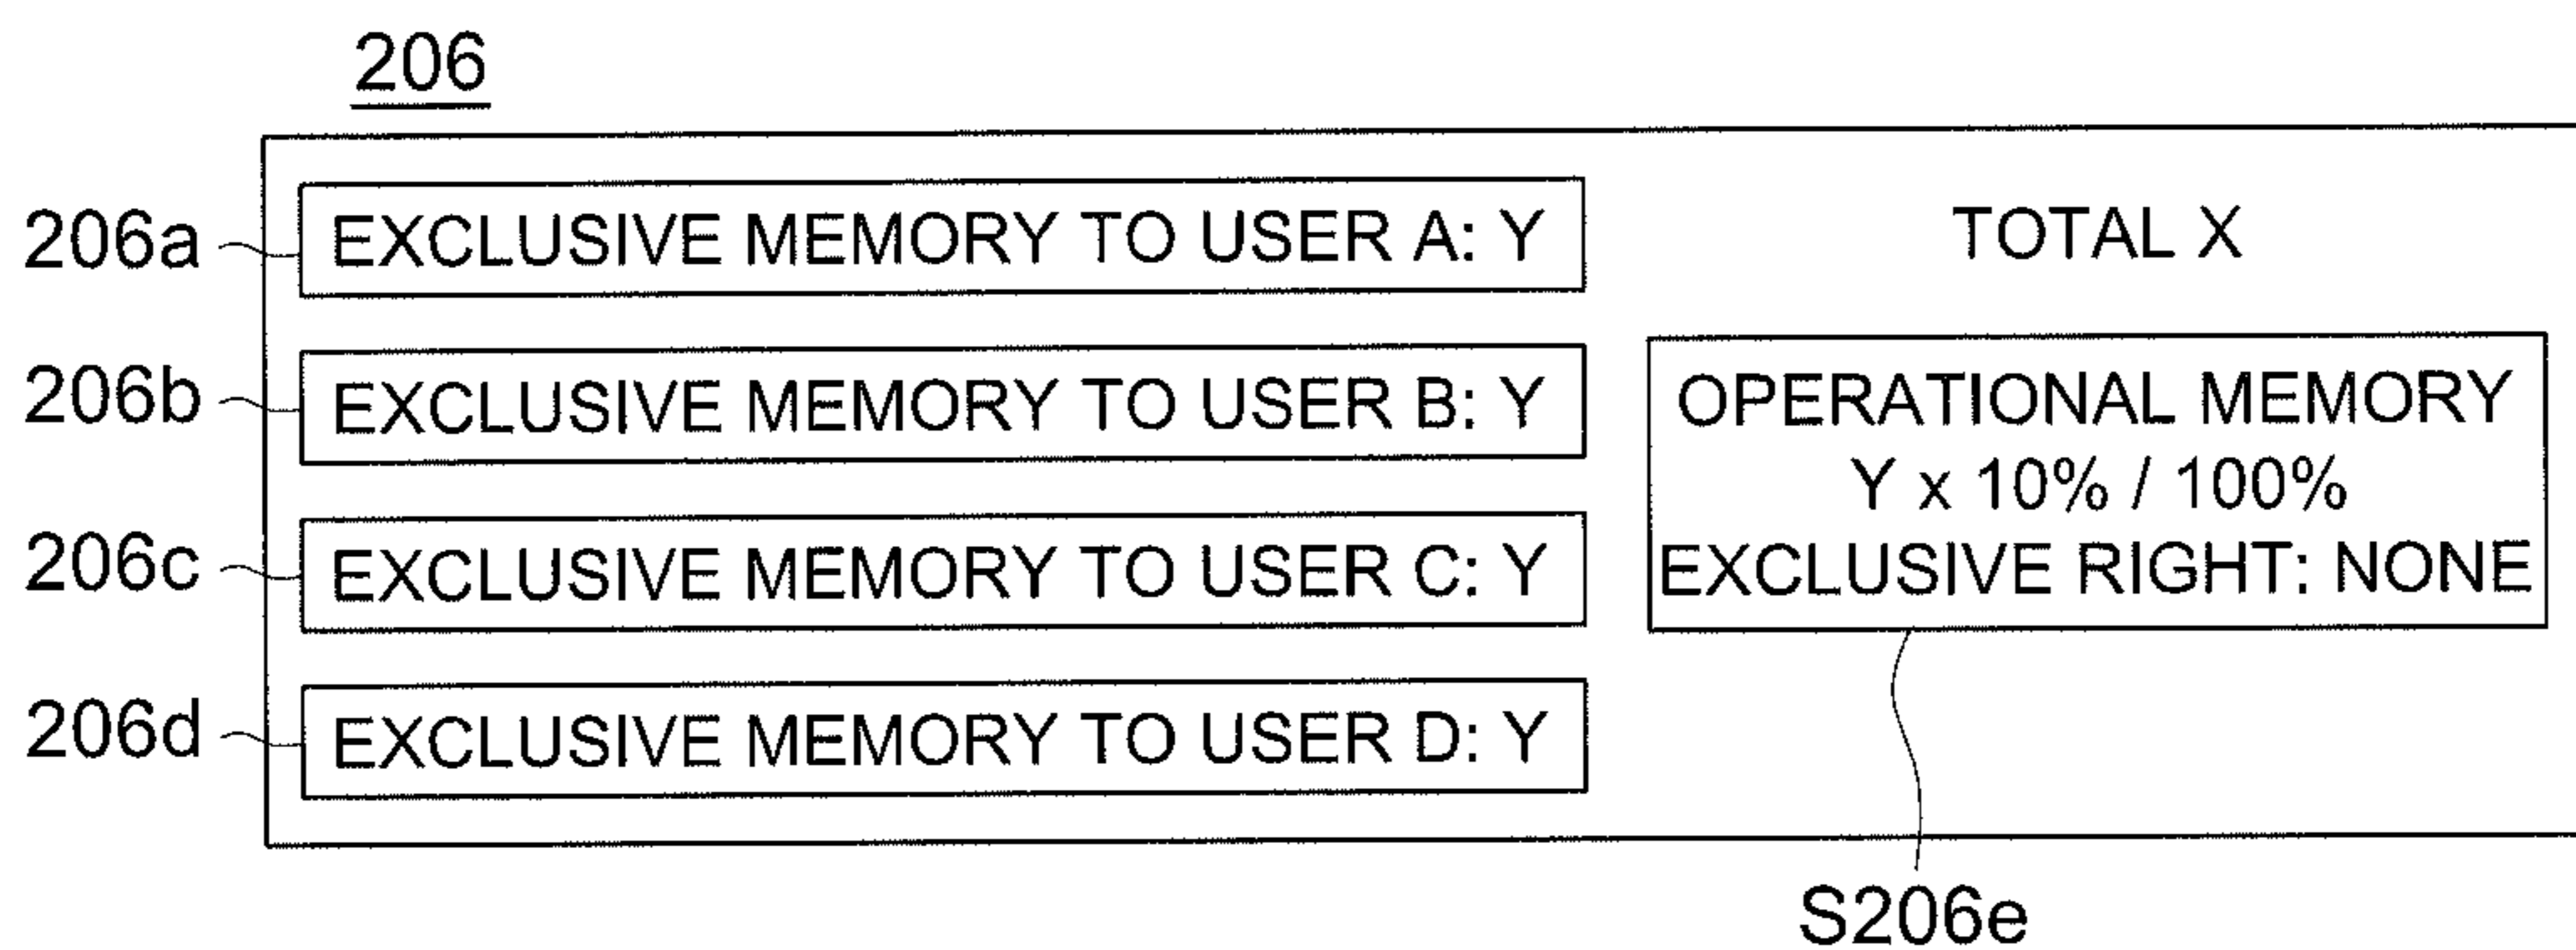 206
206a
EXCLUSIVE MEMORY TO USER A: Y
TOTAL X
206b
EXCLUSIVE MEMORY TO USER B: Y
OPERATIONAL MEMORY
Y x 10% / 100%
EXCLUSIVE RIGHT: NONE
206c
EXCLUSIVE MEMORY TO USER C: Y
206d
EXCLUSIVE MEMORY TO USER D: Y
S206e